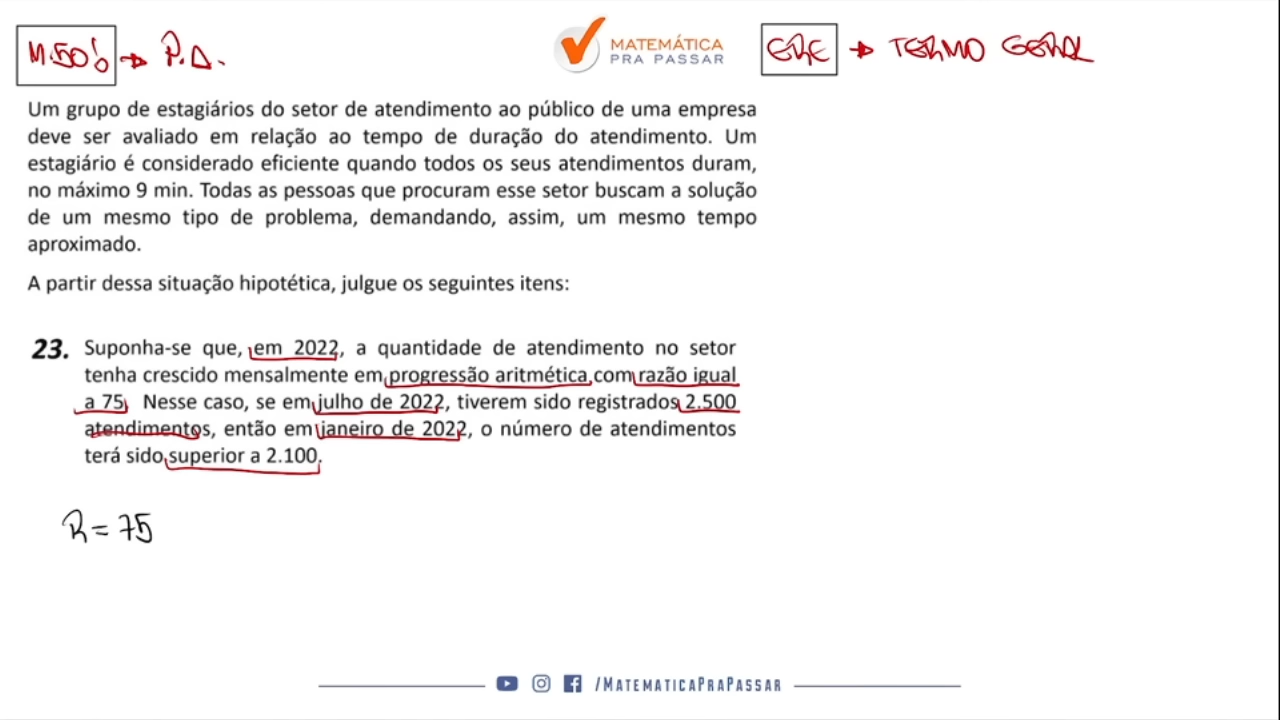 M.50! → P.A.
MATEMÁTICA
PRA PASSAR
→ TERMO GERAL
Um grupo de estagiários do setor de atendimento ao público de uma empresa
deve ser avaliado em relação ao tempo de duração do atendimento. Um
estagiário é considerado eficiente quando todos os seus atendimentos duram,
no máximo 9 min. Todas as pessoas que procuram esse setor buscam a solução
de um mesmo tipo de problema, demandando, assim, um mesmo tempo
aproximado.
A partir dessa situação hipotética, julgue os seguintes itens:
23. Suponha-se que, em 2022, a quantidade de atendimento no setor
tenha crescido mensalmente em progressão aritmética com razão igual
a 75. Nesse caso, se em julho de 2022, tiverem sido registrados 2.500
atendimentos, então em janeiro de 2022, o número de atendimentos
terá sido superior a 2.100.
R = 75
/MATEMATICAPRAPASSAR